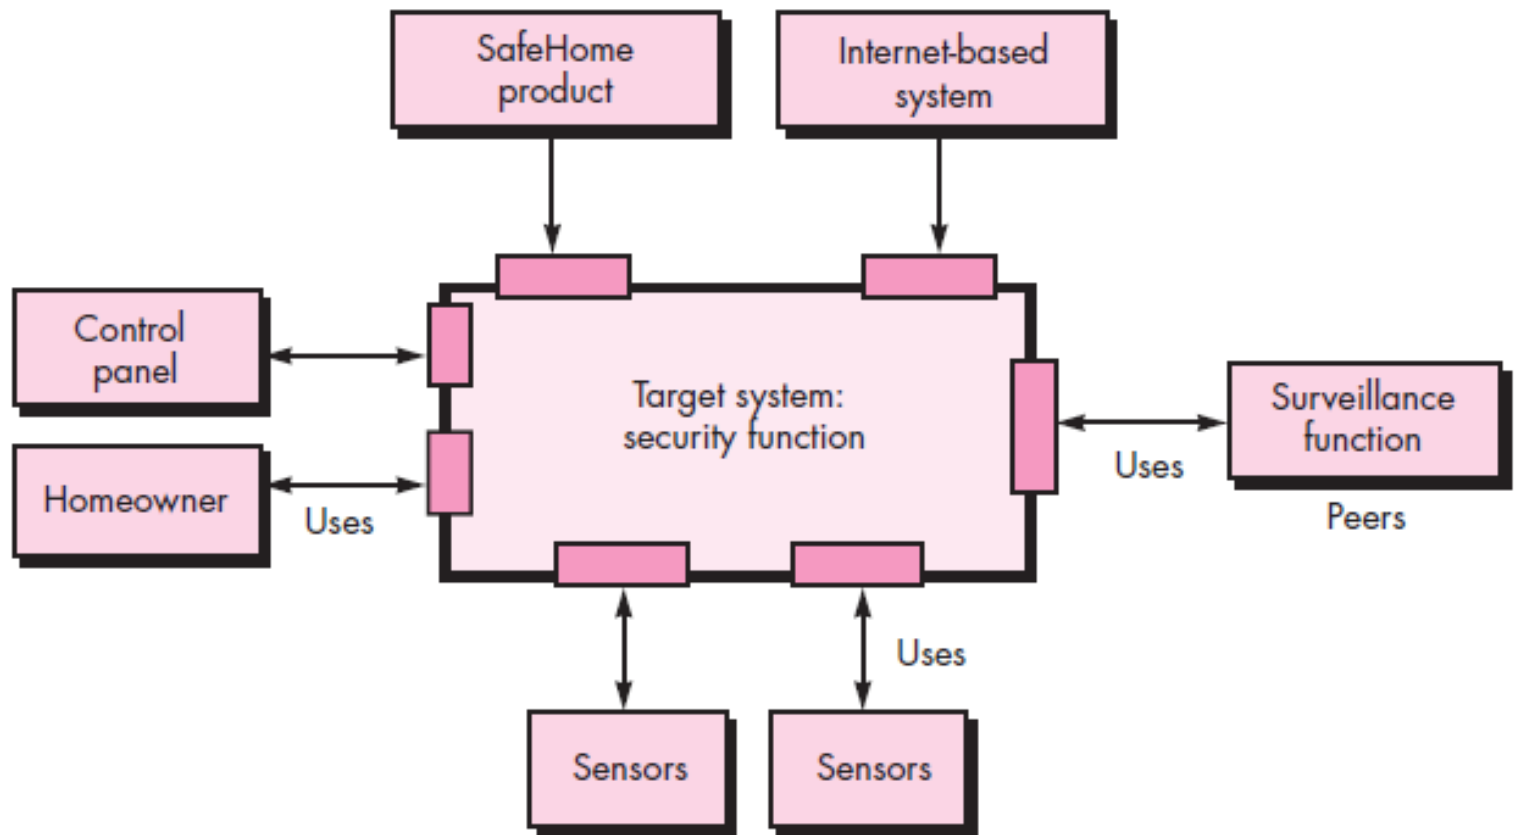 SafeHome
product
Internet-based
system
Control
panel
Target system:
security function
Surveillance
function
Uses
Peers
Homeowner
Uses
Uses
Sensors
Sensors